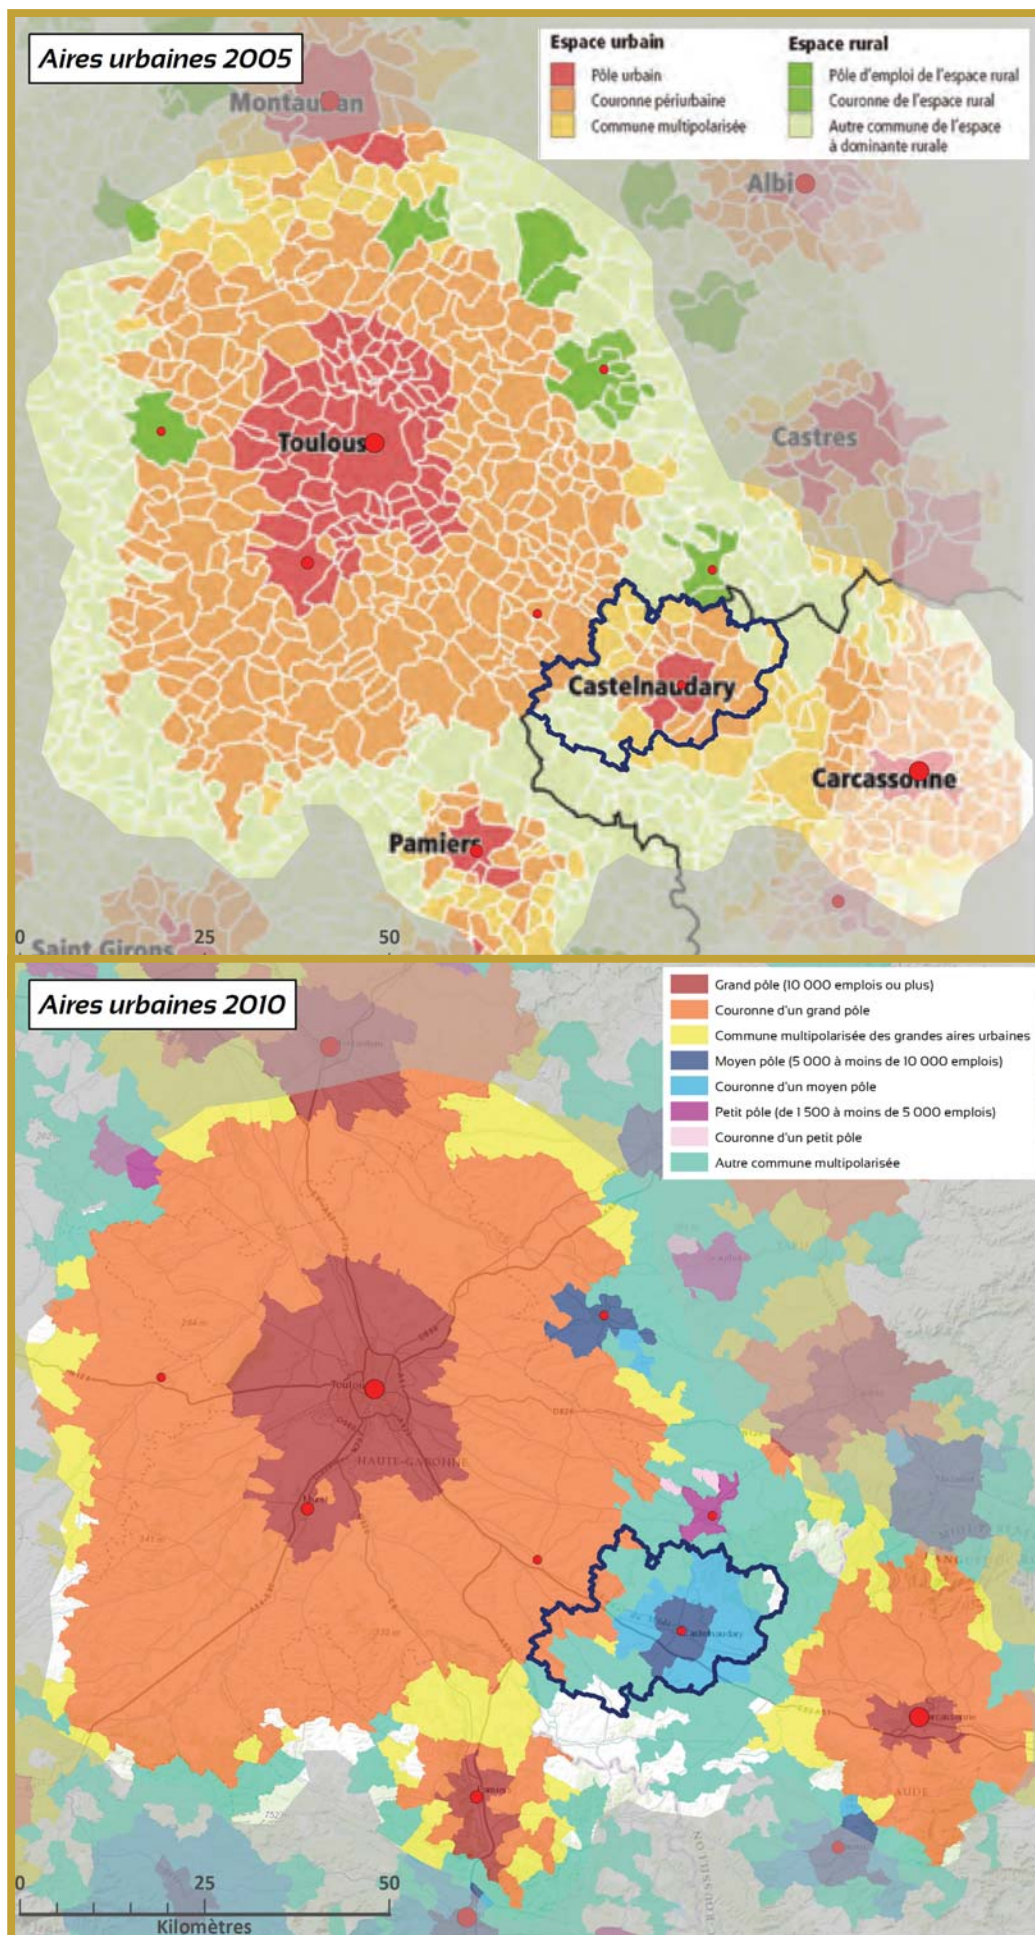 Aires urbaines 2005
Espace urbain
Pôle urbain
Couronne périurbaine
Commune multipolarisée
Espace rural
Pôle d'emploi de l'espace rural
Couronne de l'espace rural
Autre commune de l'espace
à dominante rurale
Montauban
Albi
Castres
Toulous
Castelnaudary
Carcassonne
Pamiers
Saint Girons
0 25 50
Aires urbaines 2010
Grand pôle (10 000 emplois ou plus)
Couronne d'un grand pôle
Commune multipolarisée des grandes aires urbaines
Moyen pôle (5 000 à moins de 10 000 emplois)
Couronne d'un moyen pôle
Petit pôle (de 1 500 à moins de 5 000 emplois)
Couronne d'un petit pôle
Autre commune multipolarisée
Toulou
HAUTE-GARONNE
Castelnaudary
AUDE
0 25 50
Kilomètres